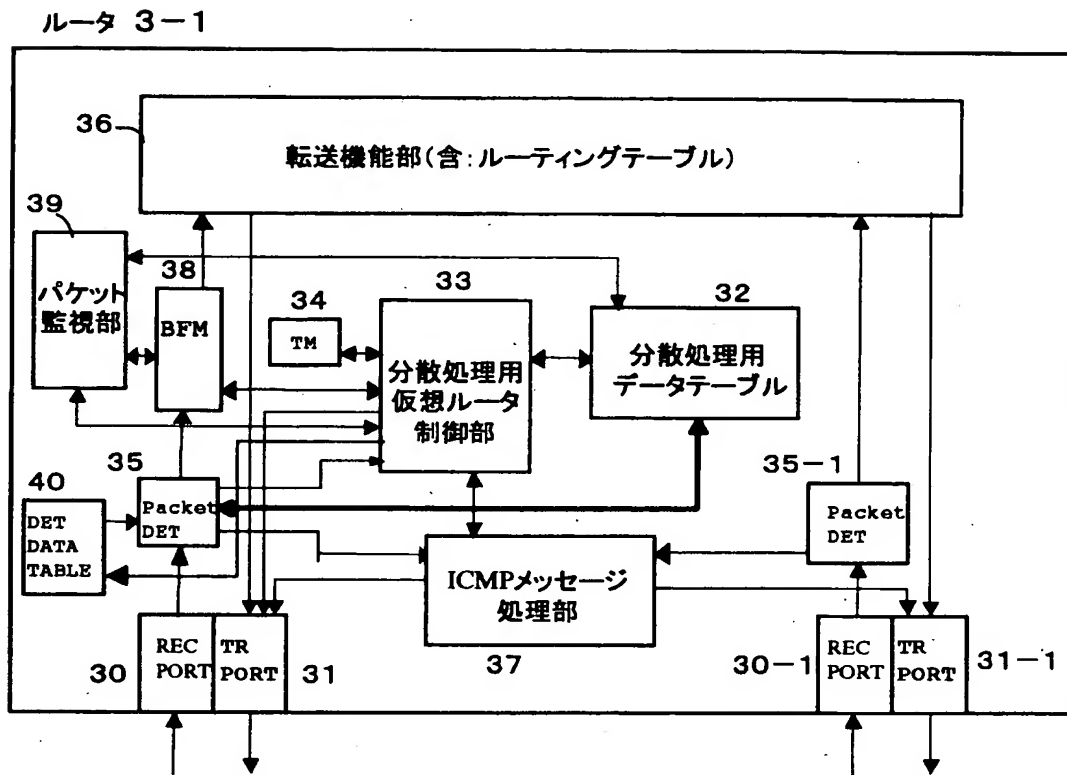 ルータ 3-1
36
転送機能部(含:ルーティングテーブル)
39
パケット
監視部
38
BFM
34
TM
33
分散処理用
仮想ルータ
制御部
32
分散処理用
データテーブル
40
DET
DATA
TABLE
35
Packet
DET
35-1
Packet
DET
ICMPメッセージ
処理部
37
30
REC
PORT
TR
PORT
31
30-1
REC
PORT
TR
PORT
31-1